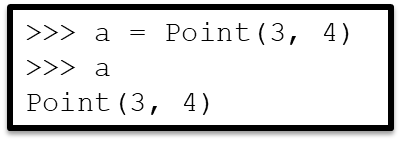 >>> a = Point(3, 4)
>>> a
Point(3, 4)